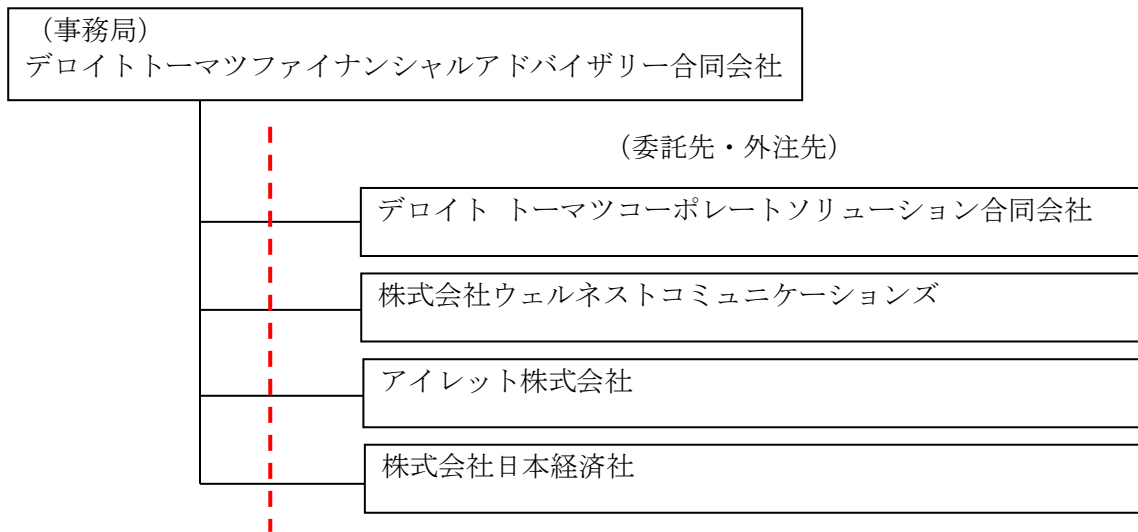 （事務局）
デロイトトーマツファイナンシャルアドバイザリー合同会社
（委託先・外注先）
デロイト トーマツコーポレートソリューション合同会社
株式会社ウェルネストコミュニケーションズ
アイレット株式会社
株式会社日本経済社